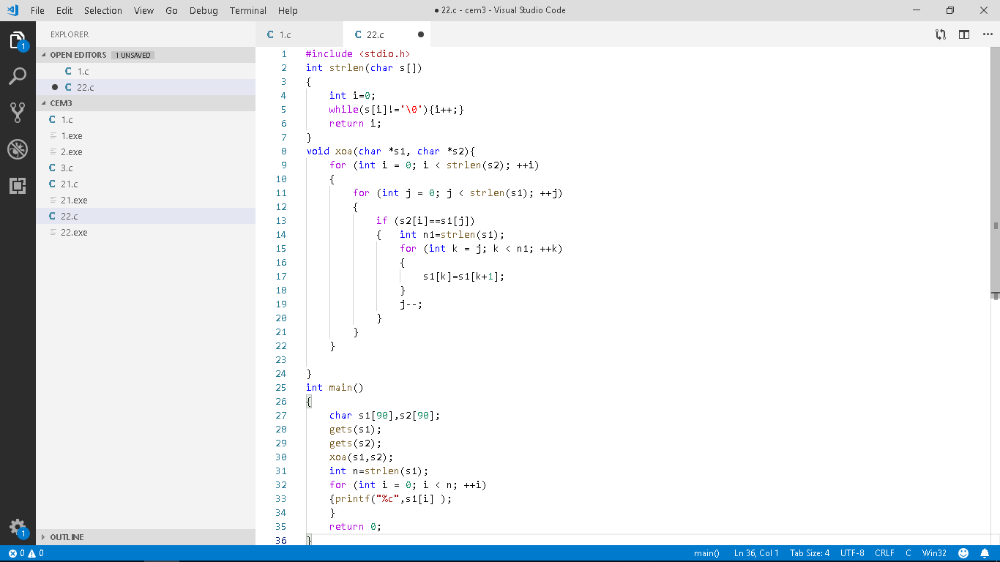 File Edit Selection View Go Debug Terminal Help ● 22.c - cem3 - Visual Studio Code
EXPLORER
OPEN EDITORS 1 UNSAVED
C 1.c
● C 22.c
CEM3
C 1.c
1.exe
2.exe
C 3.c
C 21.c
21.exe
C 22.c
22.exe
OUTLINE
1
1
C 1.c C 22.c ●
1 #include <stdio.h>
2 int strlen(char s[])
3 {
4 int i=0;
5 while(s[i]!='\0'){i++;}
6 return i;
7 }
8 void xoa(char *s1, char *s2){
9 for (int i = 0; i < strlen(s2); ++i)
10 {
11 for (int j = 0; j < strlen(s1); ++j)
12 {
13 if (s2[i]==s1[j])
14 { int n1=strlen(s1);
15 for (int k = j; k < n1; ++k)
16 {
17 s1[k]=s1[k+1];
18 }
19 j--;
20 }
21 }
22 }
23
24 }
25 int main()
26 {
27 char s1[90],s2[90];
28 gets(s1);
29 gets(s2);
30 xoa(s1,s2);
31 int n=strlen(s1);
32 for (int i = 0; i < n; ++i)
33 {printf("%c",s1[i] );
34 }
35 return 0;
36 }
0 0 main() Ln 36, Col 1 Tab Size: 4 UTF-8 CRLF C Win32